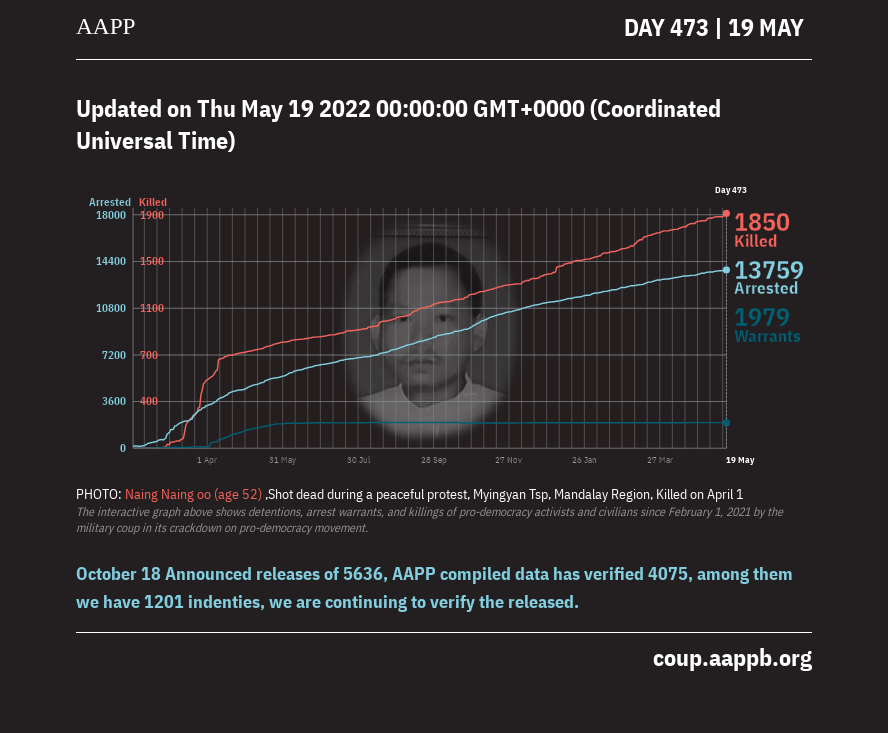 AAPP
DAY 473 | 19 MAY
Updated on Thu May 19 2022 00:00:00 GMT+0000 (Coordinated
Universal Time)
Day 473
Arrested Killed
18000 1900
14400 1500
10800 1100
7200 700
3600 400
0
1850
Killed
13759
Arrested
1979
Warrants
1 Apr 31 May 30 Jul 28 Sep 27 Nov 26 Jan 27 Mar 19 May
PHOTO: Naing Naing oo (age 52) ,Shot dead during a peaceful protest, Myingyan Tsp, Mandalay Region, Killed on April 1
The interactive graph above shows detentions, arrest warrants, and killings of pro-democracy activists and civilians since February 1, 2021 by the
military coup in its crackdown on pro-democracy movement.
October 18 Announced releases of 5636, AAPP compiled data has verified 4075, among them
we have 1201 indenties, we are continuing to verify the released.
coup.aappb.org